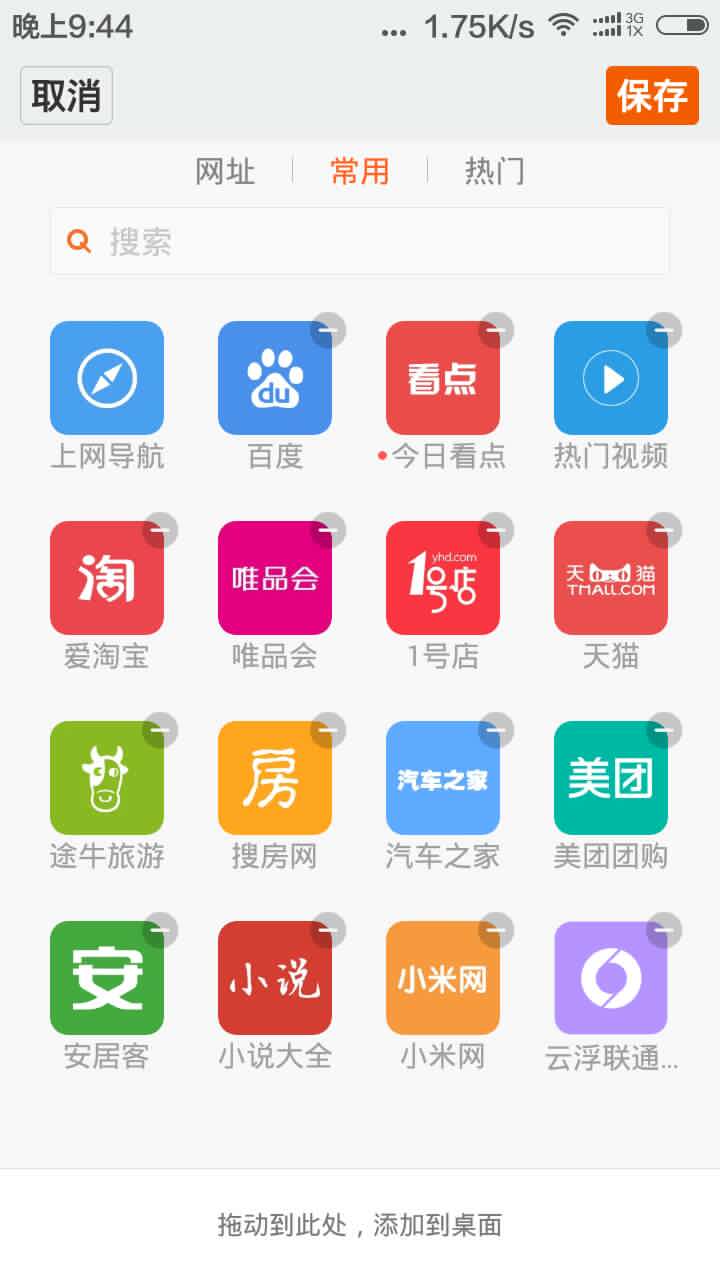 晚上9:44
... 1.75K/s 3G 1X
取消
保存
网址
常用
热门
搜索
du
看点
上网导航
百度
今日看点
热门视频
淘
唯品会
yhd.com
1号店
天猫
TMALL.COM
爱淘宝
唯品会
1号店
天猫
房
汽车之家
美团
途牛旅游
搜房网
汽车之家
美团团购
安
小说
小米网
安居客
小说大全
小米网
云浮联通...
拖动到此处，添加到桌面